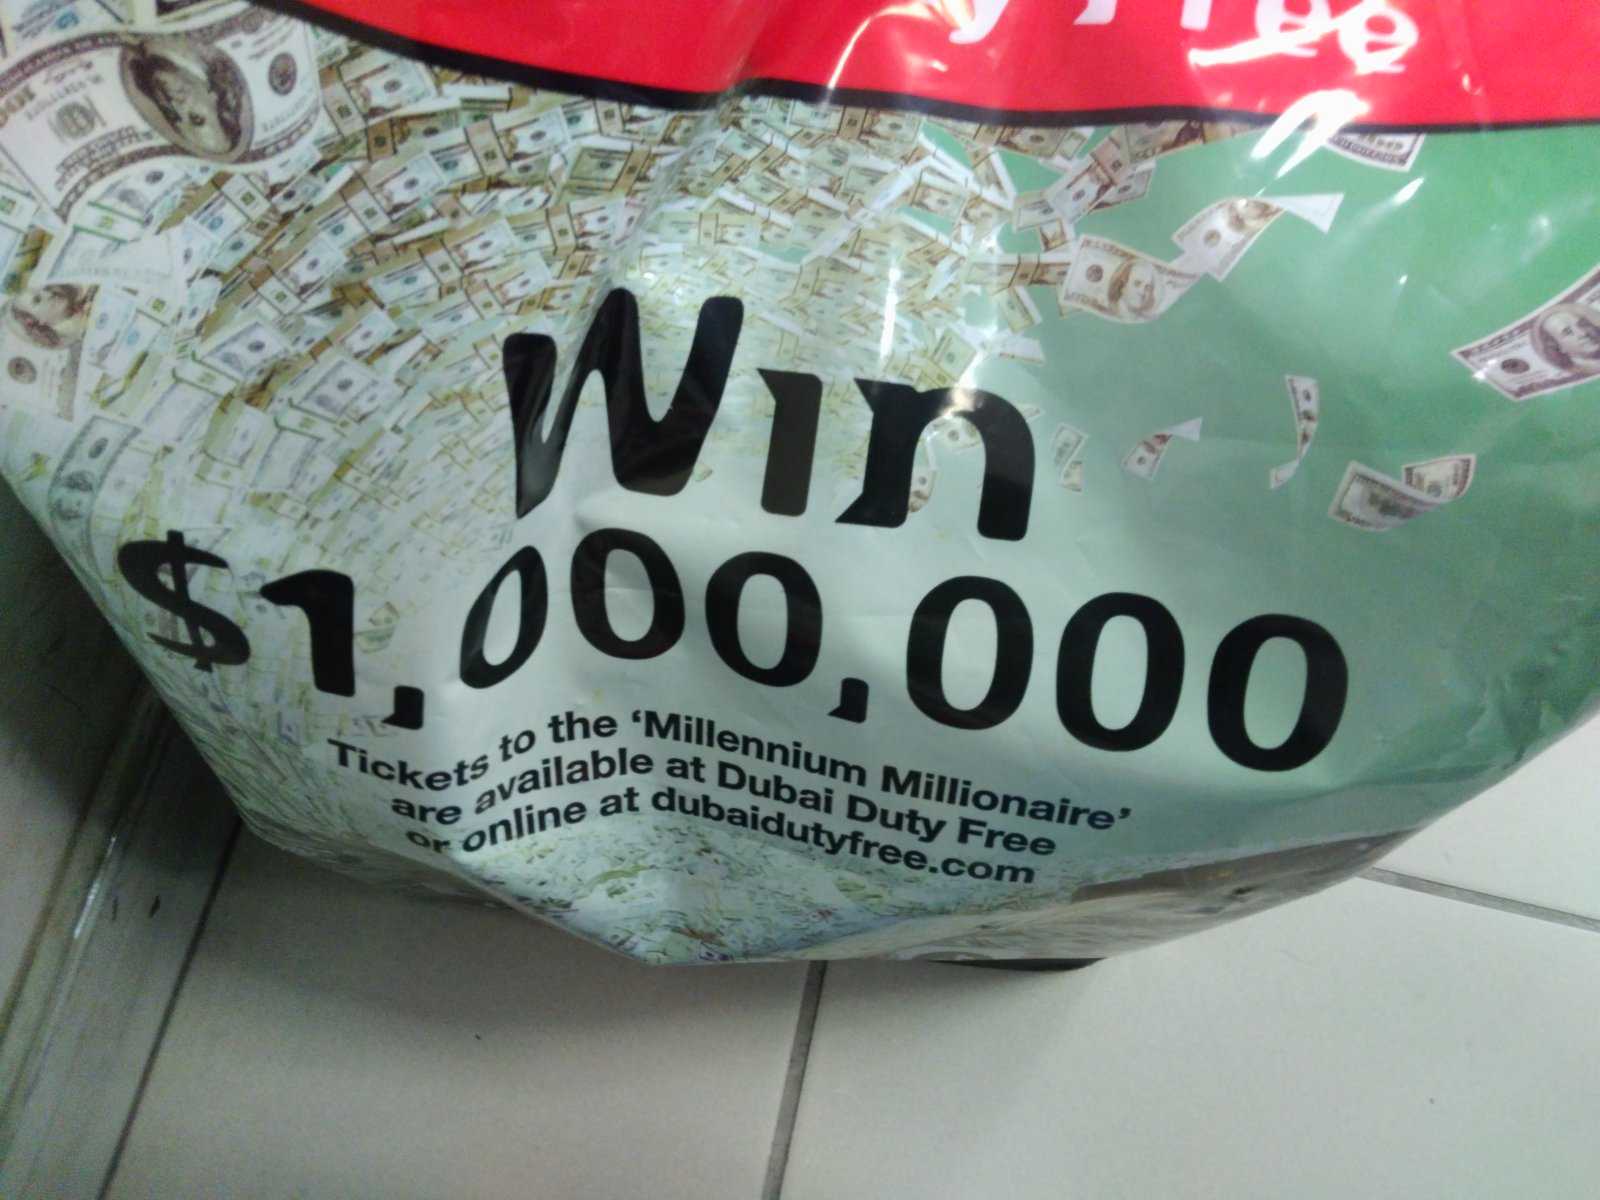 y Free
Win
$1,000,000
Tickets to the ‘Millennium Millionaire’
are available at Dubai Duty Free
or online at dubaidutyfree.com